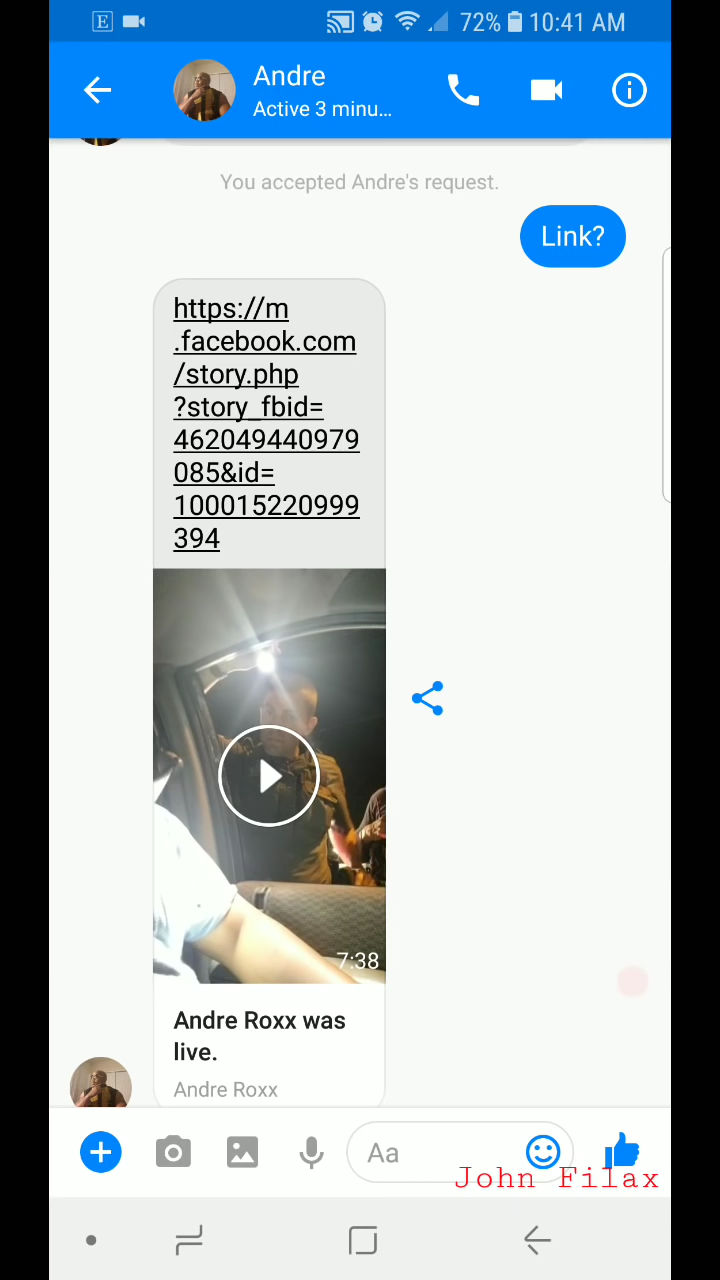 E 72% 10:41 AM
Andre
Active 3 minu...
You accepted Andre's request.
Link?
https://m
.facebook.com
/story.php
?story_fbid=
462049440979
085&id=
100015220999
394
7:38
Andre Roxx was
live.
Andre Roxx
Aa
John Filax